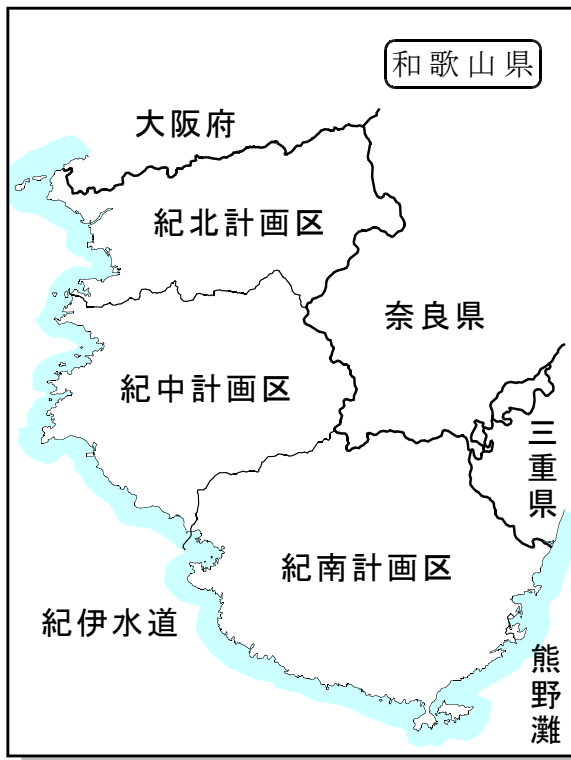 和歌山県
大阪府
紀北計画区
奈良県
紀中計画区
三重県
紀南計画区
紀伊水道
熊野灘